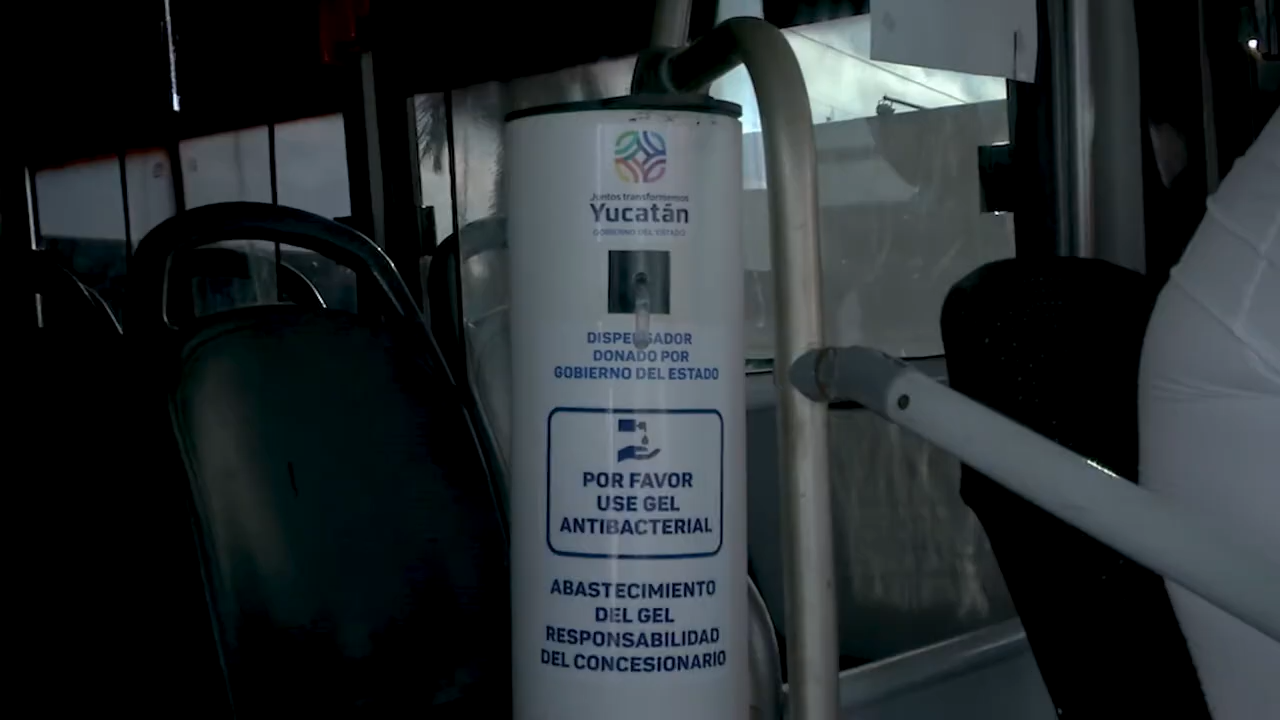 Juntos transformemos
Yucatán
GOBIERNO DEL ESTADO
DISPENSADOR
DONADO POR
GOBIERNO DEL ESTADO
POR FAVOR
USE GEL
ANTIBACTERIAL
ABASTECIMIENTO
DEL GEL
RESPONSABILIDAD
DEL CONCESIONARIO